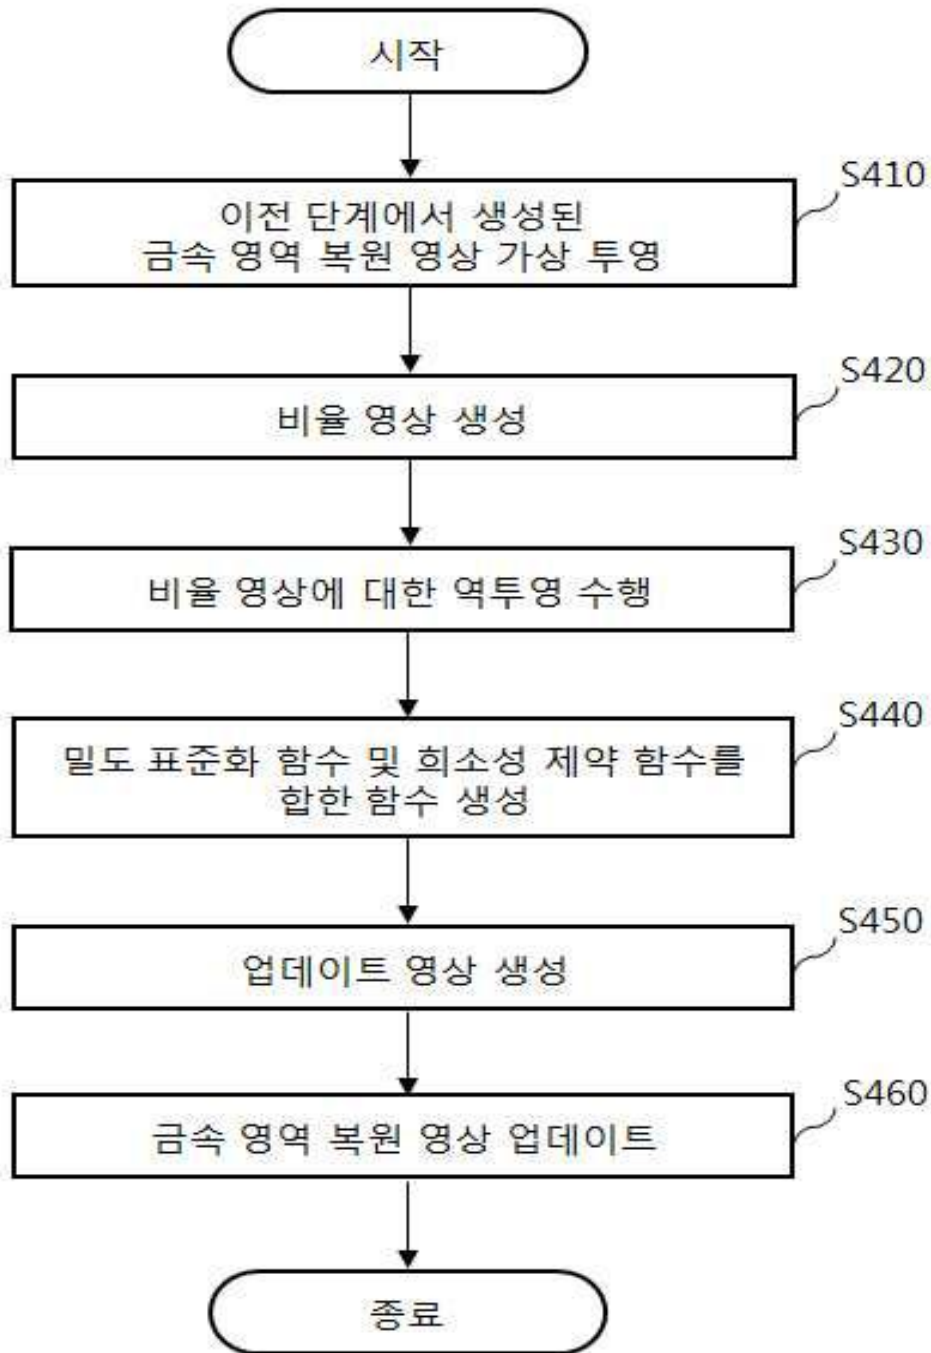 시작
S410
이전 단계에서 생성된
금속 영역 복원 영상 가상 투영
S420
비율 영상 생성
S430
비율 영상에 대한 역투영 수행
S440
밀도 표준화 함수 및 희소성 제약 함수를
합한 함수 생성
S450
업데이트 영상 생성
S460
금속 영역 복원 영상 업데이트
종료